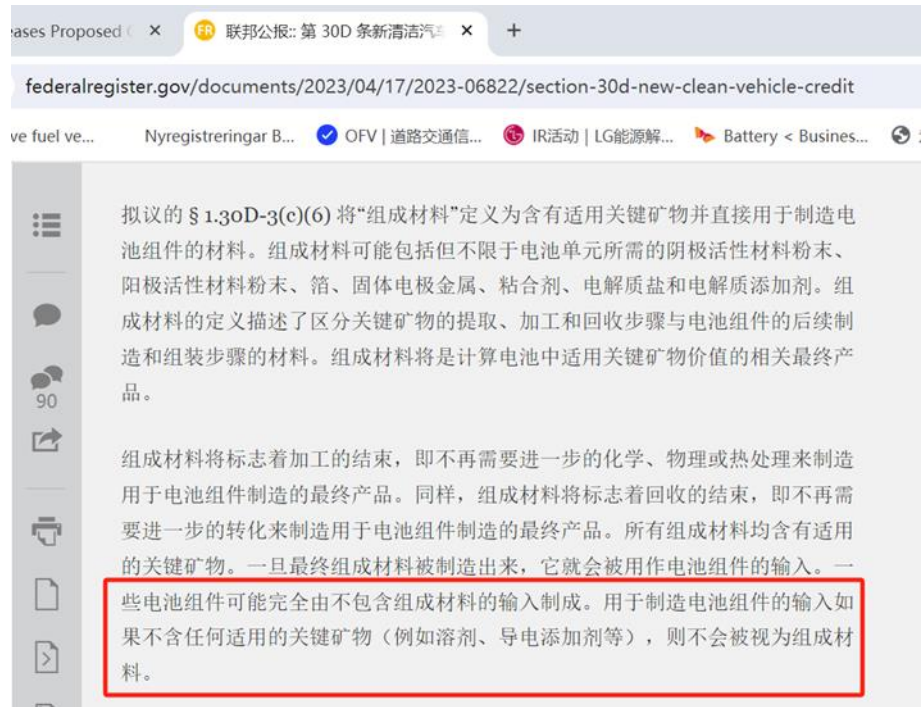 eases Proposed
联邦公报:: 第 30D 条新清洁汽车
federalregister.gov/documents/2023/04/17/2023-06822/section-30d-new-clean-vehicle-credit
ve fuel ve... Nyregistreringar B... OFV | 道路交通信... IR活动 | LG能源解... Battery < Busines...
拟议的 § 1.30D-3(c)(6) 将“组成材料”定义为含有适用关键矿物并直接用于制造电
池组件的材料。组成材料可能包括但不限于电池单元所需的阴极活性材料粉末、
阳极活性材料粉末、箔、固体电极金属、粘合剂、电解质盐和电解质添加剂。组
成材料的定义描述了区分关键矿物的提取、加工和回收步骤与电池组件的后续制
造和组装步骤的材料。组成材料将是计算电池中适用关键矿物价值的相关最终产
品。
90
组成材料将标志着加工的结束，即不再需要进一步的化学、物理或热处理来制造
用于电池组件制造的最终产品。同样，组成材料将标志着回收的结束，即不再需
要进一步的转化来制造用于电池组件制造的最终产品。所有组成材料均含有适用
的关键矿物。一旦最终组成材料被制造出来，它就会被用作电池组件的输入。一
些电池组件可能完全由不包含组成材料的输入制成。用于制造电池组件的输入如
果不含任何适用的关键矿物（例如溶剂、导电添加剂等），则不会被视为组成材
料。